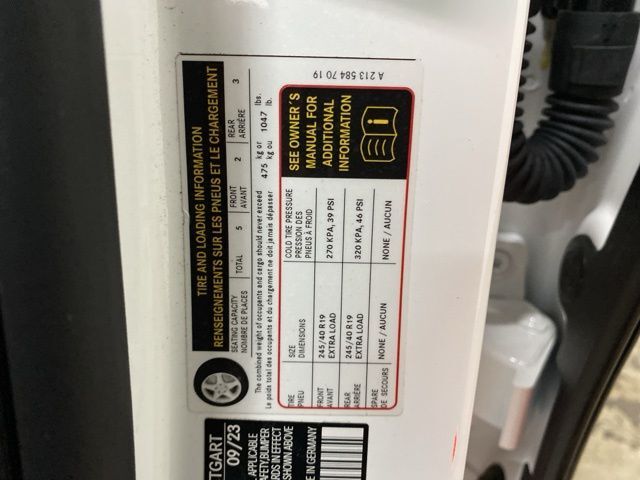 TIRE AND LOADING INFORMATION
RENSEIGNEMENTS SUR LES PNEUS ET LE CHARGEMENT
SEATING CAPACITY
NOMBRE DE PLACES
TOTAL 5
FRONT
AVANT
2
REAR
ARRIÈRE
3
The combined weight of occupants and cargo should never exceed 475 kg or 1047 lbs.
Le poids total des occupants et du chargement ne doit jamais dépasser kg ou lb.
TIRE
PNEU
SIZE
DIMENSIONS
COLD TIRE PRESSURE
PRESSION DES
PNEUS À FROID
FRONT
AVANT
245/40 R19
EXTRA LOAD
270 KPA, 39 PSI
REAR
ARRIÈRE
245/40 R19
EXTRA LOAD
320 KPA, 46 PSI
SPARE
DE SECOURS
NONE / AUCUN
NONE / AUCUN
SEE OWNER'S
MANUAL FOR
ADDITIONAL
INFORMATION
i
A 213 584 70 19
TTGART
09/23
APPLICABLE
AFETY,BUMPER
RDS IN EFFECT
SHOWN ABOVE
E IN GERMANY